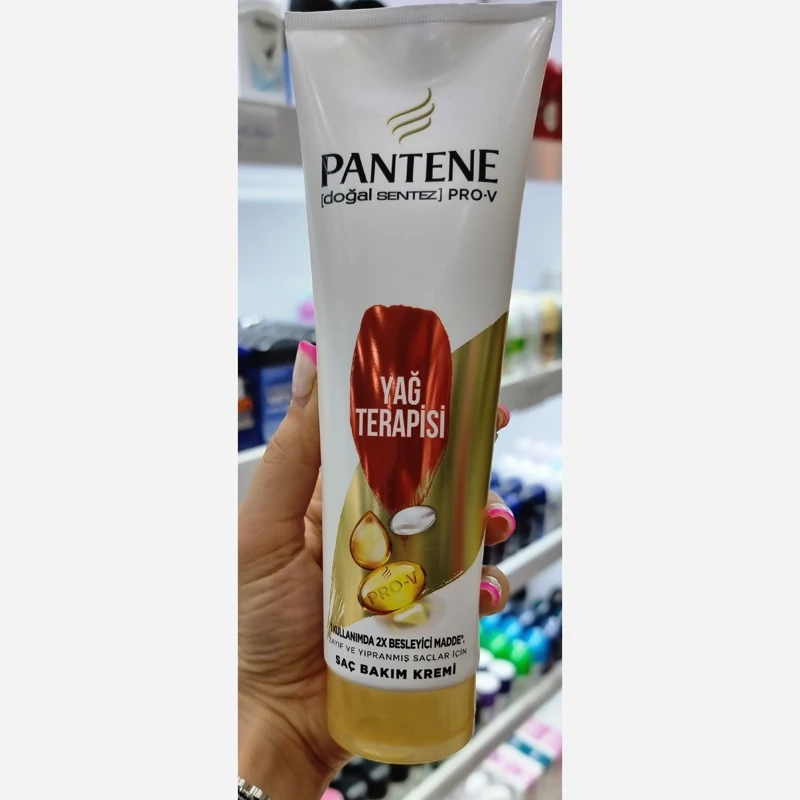 PANTENE
[doğal SENTEZ] PRO-V
YAĞ
TERAPİSİ
PRO-V
1 KULLANIMDA 2X BESLEYİCİ MADDE*.
ZAYIF VE YIPRANMIŞ SAÇLAR İÇİN
SAÇ BAKIM KREMİ